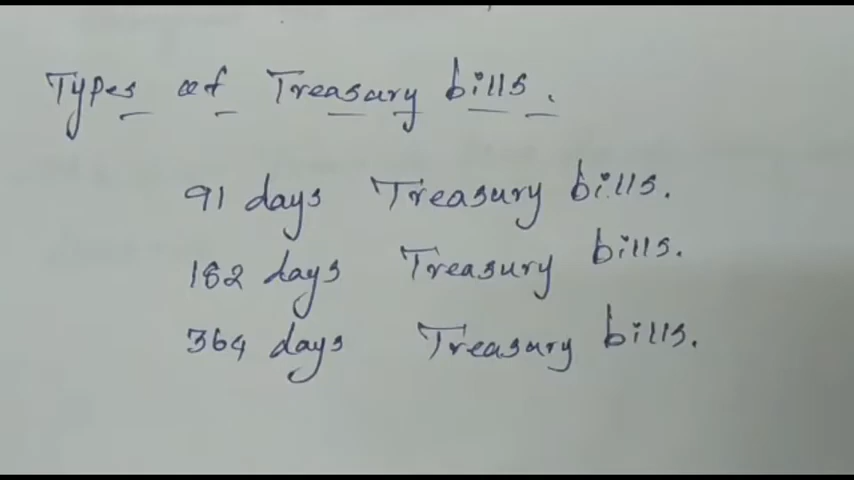 Types of Treasury bills.
91 days Treasury bills.
182 days Treasury bills.
364 days Treasury bills.